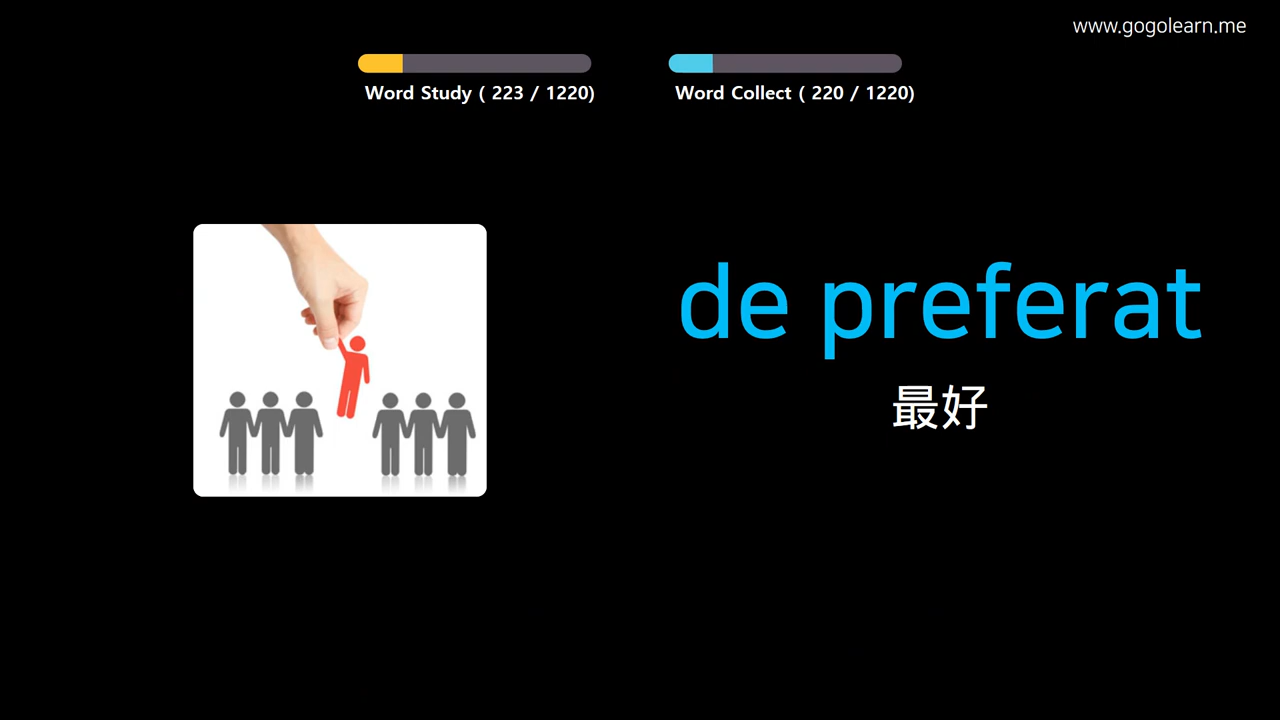 www.gogolearn.me
Word Study ( 223 / 1220)
Word Collect ( 220 / 1220)
de preferat
最好